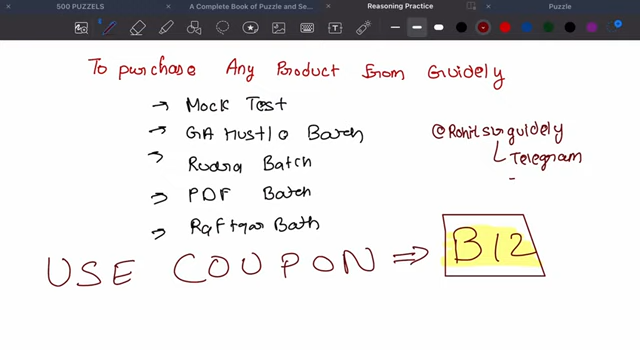 500 PUZZELS
A Complete Book of Puzzle and Se...
Reasoning Practice
Puzzle
To purchase Any Product From Guidely
→ Mock Test
→ GA Hustle Batch
→ Rudra Batch
→ PDF Batch
→ Raftaar Bath
@Rohitsirguidely
Telegram
USE COUPON ⇒ B12